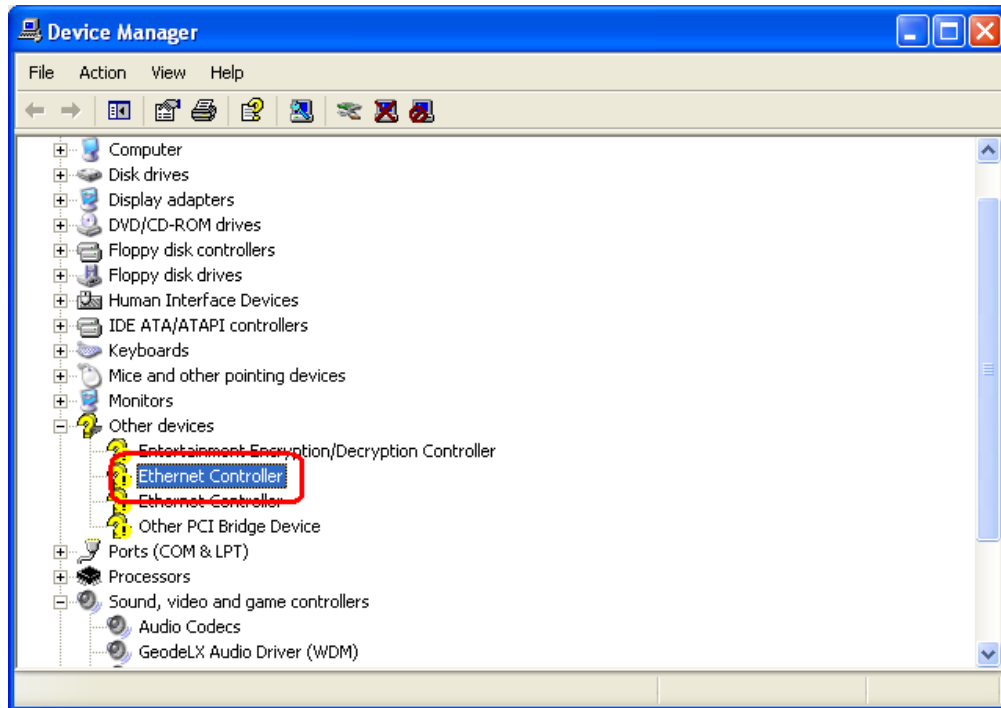 Device Manager
File Action View Help
Computer
Disk drives
Display adapters
DVD/CD-ROM drives
Floppy disk controllers
Floppy disk drives
Human Interface Devices
IDE ATA/ATAPI controllers
Keyboards
Mice and other pointing devices
Monitors
Other devices
Entertainment Encryption/Decryption Controller
Ethernet Controller
Ethernet Controller
Other PCI Bridge Device
Ports (COM & LPT)
Processors
Sound, video and game controllers
Audio Codecs
GeodeLX Audio Driver (WDM)